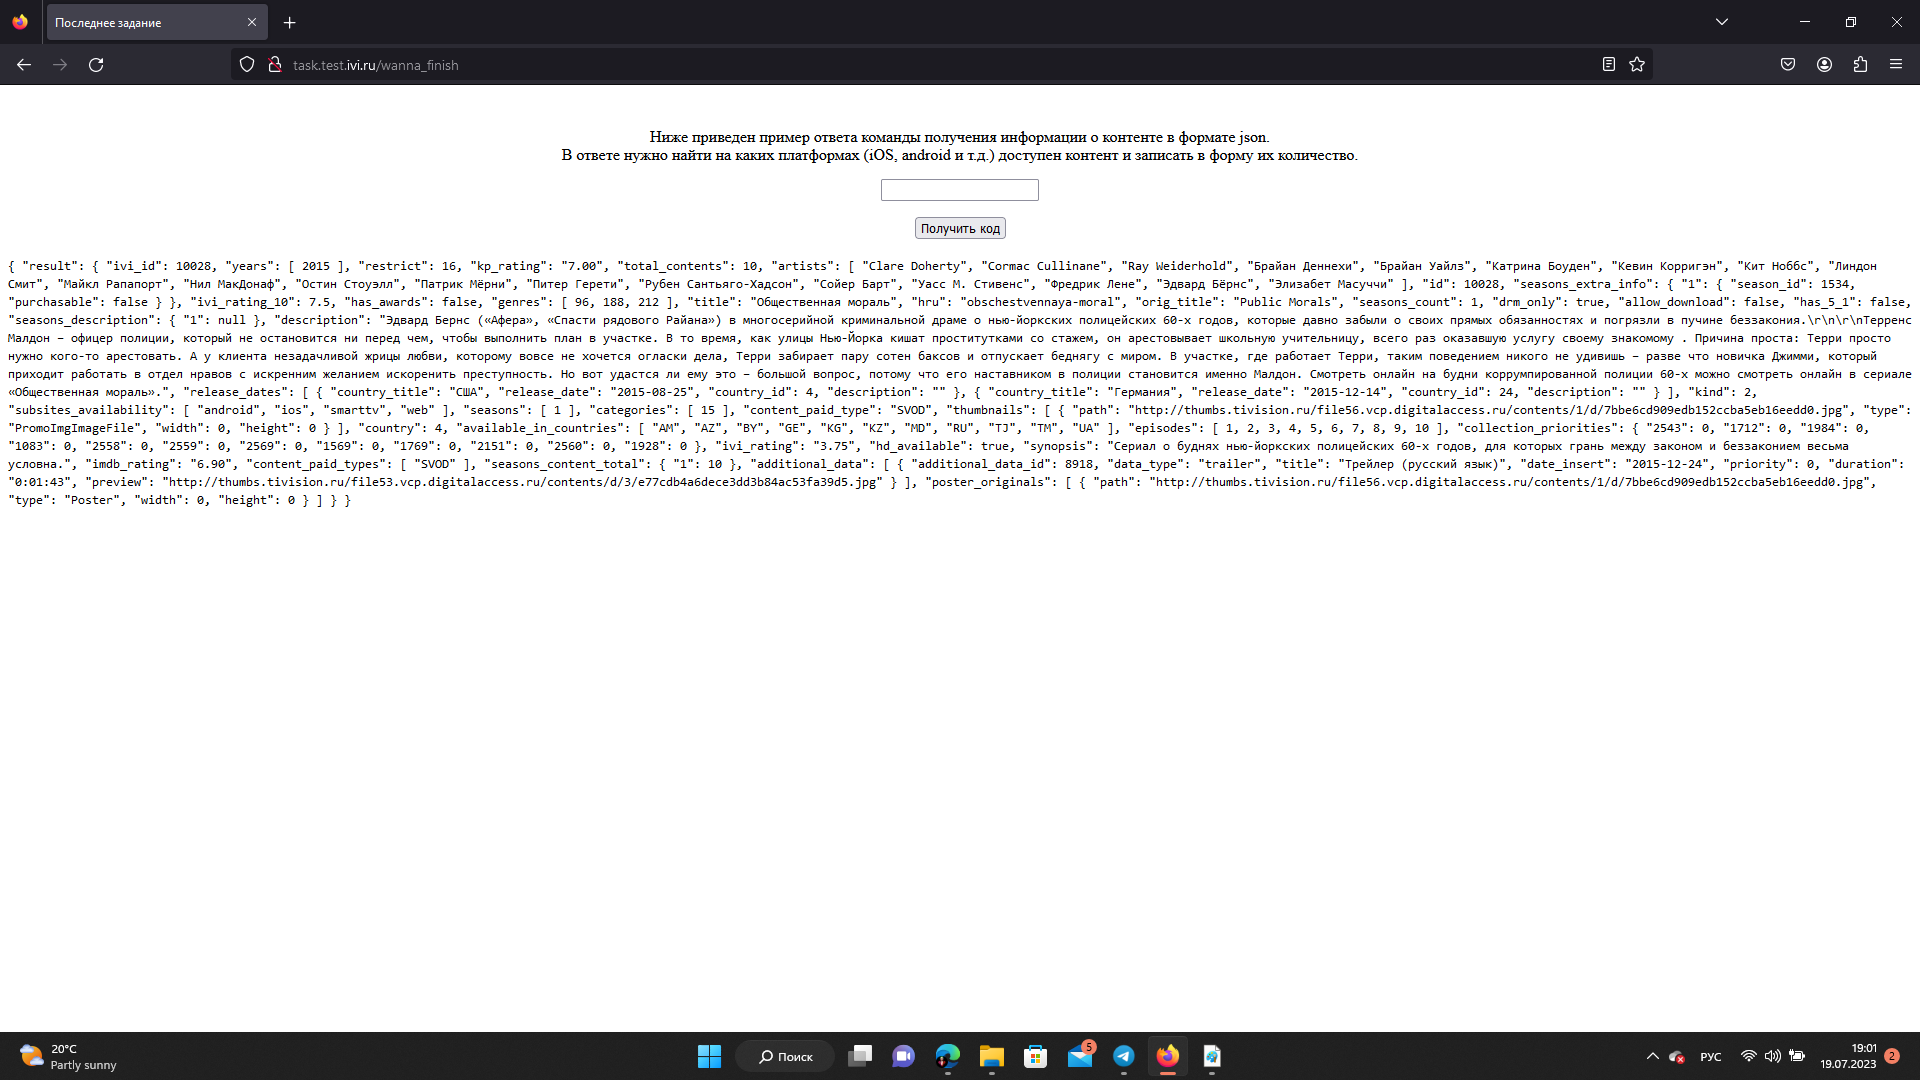 Последнее задание
task.test.ivi.ru/wanna_finish
Ниже приведен пример ответа команды получения информации о контенте в формате json.
В ответе нужно найти на каких платформах (iOS, android и т.д.) доступен контент и записать в форму их количество.
Получить код
{ "result": { "ivi_id": 10028, "years": [ 2015 ], "restrict": 16, "kp_rating": "7.00", "total_contents": 10, "artists": [ "Clare Doherty", "Cormac Cullinane", "Ray Weiderhold", "Брайан Деннехи", "Брайан Уайлз", "Катрина Боуден", "Кевин Корригэн", "Кит Ноббс", "Линдон
Смит", "Майкл Рапапорт", "Нил МакДонаф", "Остин Стоуэлл", "Патрик Мёрни", "Питер Герети", "Рубен Сантьяго-Хадсон", "Сойер Барт", "Уасс М. Стивенс", "Фредрик Лене", "Эдвард Бёрнс", "Элизабет Масуччи" ], "id": 10028, "seasons_extra_info": { "1": { "season_id": 1534,
"purchasable": false } }, "ivi_rating_10": 7.5, "has_awards": false, "genres": [ 96, 188, 212 ], "title": "Общественная мораль", "hru": "obschestvennaya-moral", "orig_title": "Public Morals", "seasons_count": 1, "drm_only": true, "allow_download": false, "has_5_1": false,
"seasons_description": { "1": null }, "description": "Эдвард Бернс («Афера», «Спасти рядового Райана») в многосерийной криминальной драме о нью-йоркских полицейских 60-х годов, которые давно забыли о своих прямых обязанностях и погрязли в пучине беззакония.\r\n\r\nТерренс
Малдон – офицер полиции, который не остановится ни перед чем, чтобы выполнить план в участке. В то время, как улицы Нью-Йорка кишат проститутками со стажем, он арестовывает школьную учительницу, всего раз оказавшую услугу своему знакомому . Причина проста: Терри просто
нужно кого-то арестовать. А у клиента незадачливой жрицы любви, которому вовсе не хочется огласки дела, Терри забирает пару сотен баксов и отпускает беднягу с миром. В участке, где работает Терри, таким поведением никого не удивишь – разве что новичка Джимми, который
приходит работать в отдел нравов с искренним желанием искоренить преступность. Но вот удастся ли ему это – большой вопрос, потому что его наставником в полиции становится именно Малдон. Смотреть онлайн на будни коррумпированной полиции 60-х можно смотреть онлайн в сериале
«Общественная мораль».", "release_dates": [ { "country_title": "США", "release_date": "2015-08-25", "country_id": 4, "description": "" }, { "country_title": "Германия", "release_date": "2015-12-14", "country_id": 24, "description": "" } ], "kind": 2,
"subsites_availability": [ "android", "ios", "smarttv", "web" ], "seasons": [ 1 ], "categories": [ 15 ], "content_paid_type": "SVOD", "thumbnails": [ { "path": "http://thumbs.tivision.ru/file56.vcp.digitalaccess.ru/contents/1/d/7bbe6cd909edb152ccba5eb16eedd0.jpg", "type":
"PromoImgImageFile", "width": 0, "height": 0 } ], "country": 4, "available_in_countries": [ "AM", "AZ", "BY", "GE", "KG", "KZ", "MD", "RU", "TJ", "TM", "UA" ], "episodes": [ 1, 2, 3, 4, 5, 6, 7, 8, 9, 10 ], "collection_priorities": { "2543": 0, "1712": 0, "1984": 0,
"1083": 0, "2558": 0, "2559": 0, "2569": 0, "1569": 0, "1769": 0, "2151": 0, "2560": 0, "1928": 0 }, "ivi_rating": "3.75", "hd_available": true, "synopsis": "Сериал о буднях нью-йоркских полицейских 60-х годов, для которых грань между законом и беззаконием весьма
условна.", "imdb_rating": "6.90", "content_paid_types": [ "SVOD" ], "seasons_content_total": { "1": 10 }, "additional_data": [ { "additional_data_id": 8918, "data_type": "trailer", "title": "Трейлер (русский язык)", "date_insert": "2015-12-24", "priority": 0, "duration":
"0:01:43", "preview": "http://thumbs.tivision.ru/file53.vcp.digitalaccess.ru/contents/d/3/e77cdb4a6dece3dd3b84ac53fa39d5.jpg" } ], "poster_originals": [ { "path": "http://thumbs.tivision.ru/file56.vcp.digitalaccess.ru/contents/1/d/7bbe6cd909edb152ccba5eb16eedd0.jpg",
"type": "Poster", "width": 0, "height": 0 } ] } }
20°C
Partly sunny
Поиск
5
РУС
19:01
19.07.2023
2